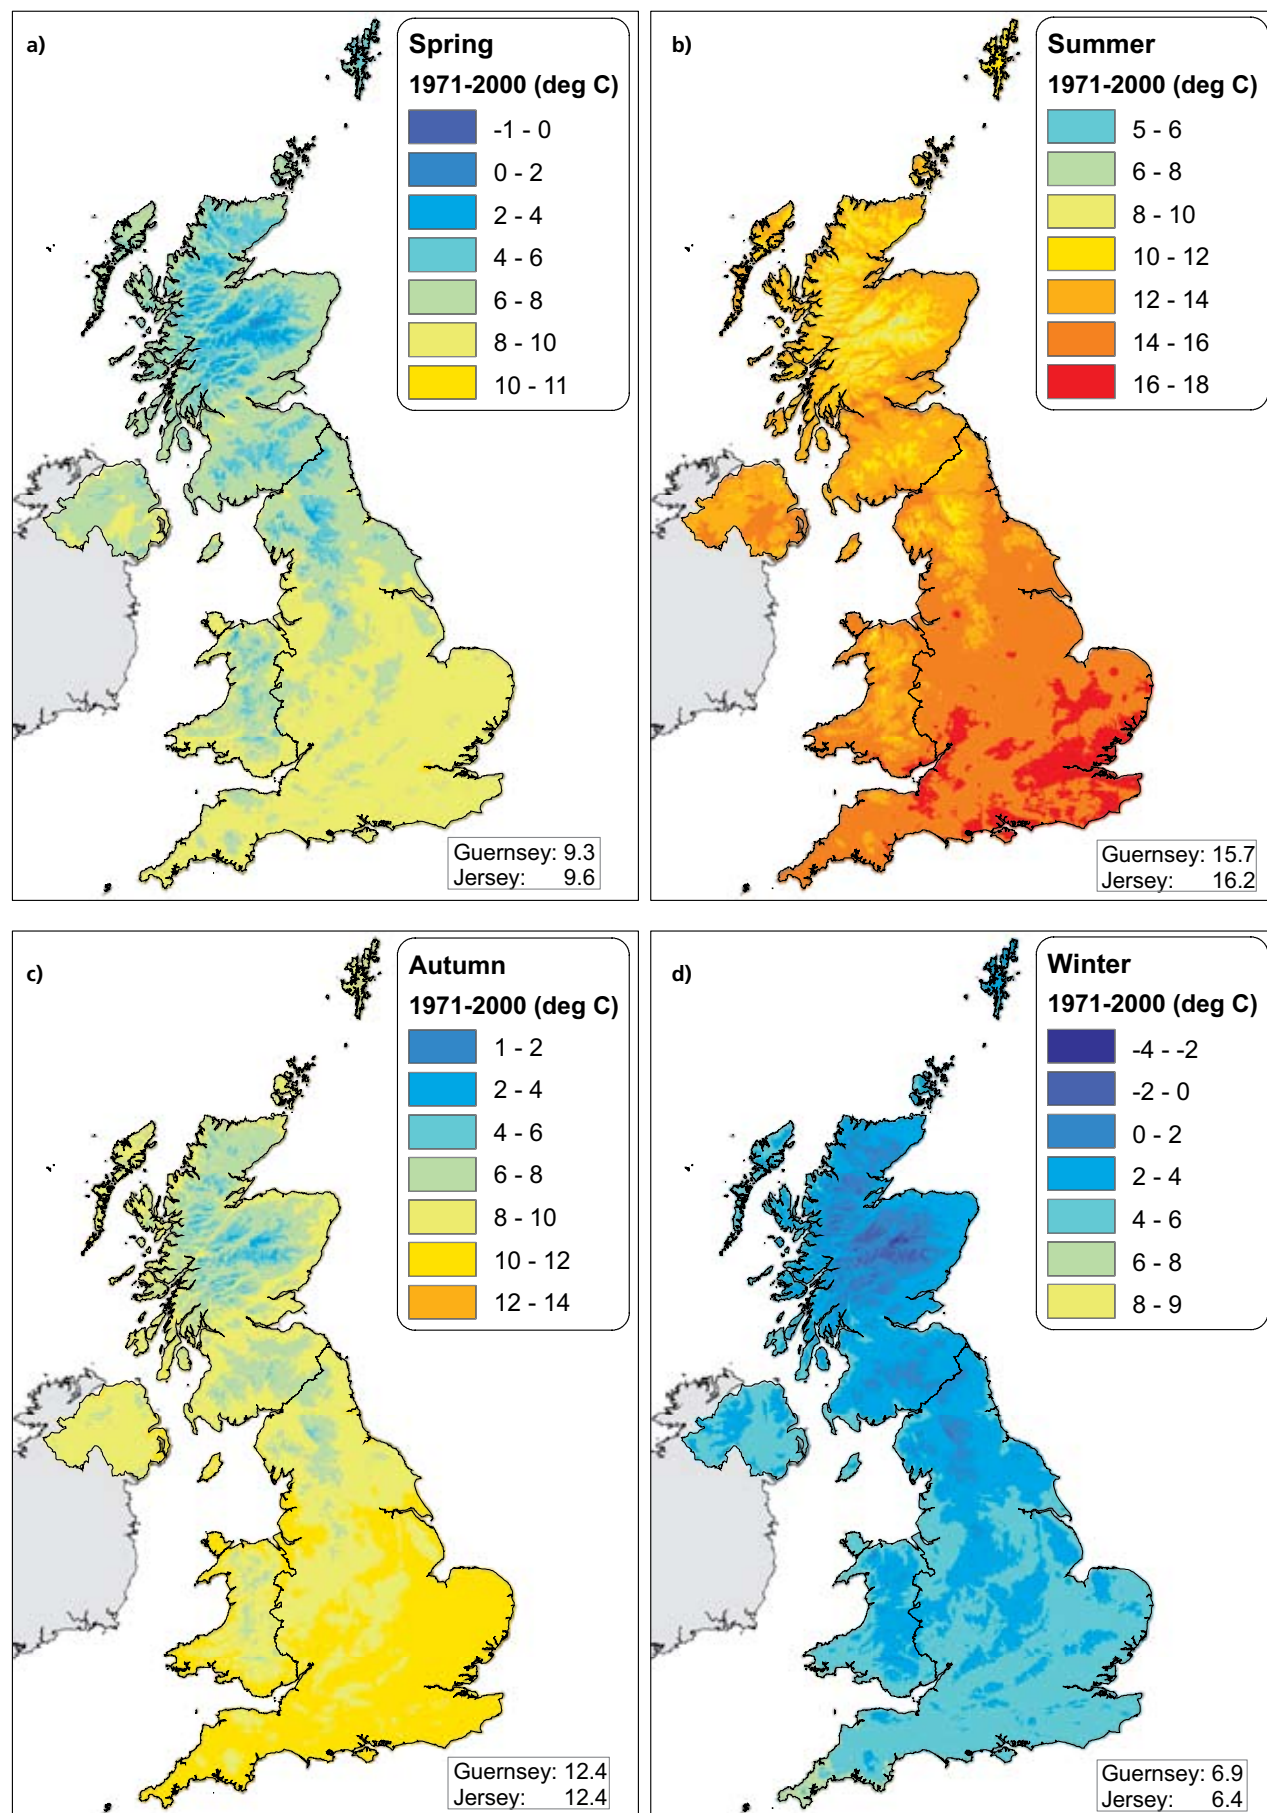 a)
Spring
1971-2000 (deg C)
-1 - 0
0 - 2
2 - 4
4 - 6
6 - 8
8 - 10
10 - 11
Guernsey: 9.3
Jersey: 9.6
b)
Summer
1971-2000 (deg C)
5 - 6
6 - 8
8 - 10
10 - 12
12 - 14
14 - 16
16 - 18
Guernsey: 15.7
Jersey: 16.2
c)
Autumn
1971-2000 (deg C)
1 - 2
2 - 4
4 - 6
6 - 8
8 - 10
10 - 12
12 - 14
Guernsey: 12.4
Jersey: 12.4
d)
Winter
1971-2000 (deg C)
-4 - -2
-2 - 0
0 - 2
2 - 4
4 - 6
6 - 8
8 - 9
Guernsey: 6.9
Jersey: 6.4